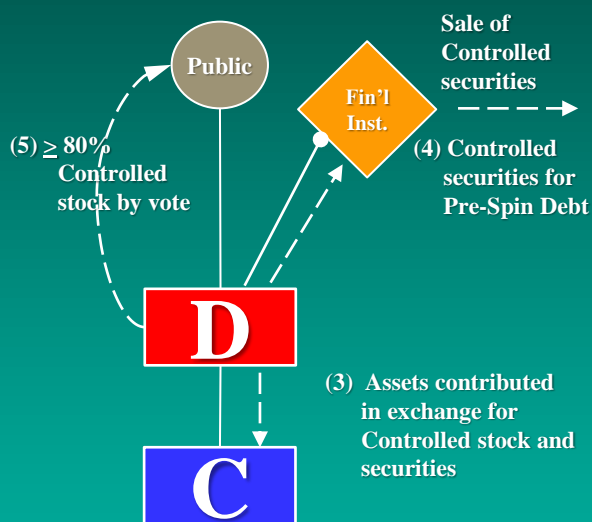 Public
Sale of
Controlled
securities
Fin'l
Inst.
(5) ≥ 80%
Controlled
stock by vote
(4) Controlled
securities for
Pre-Spin Debt
D
(3) Assets contributed
in exchange for
Controlled stock and
securities
C